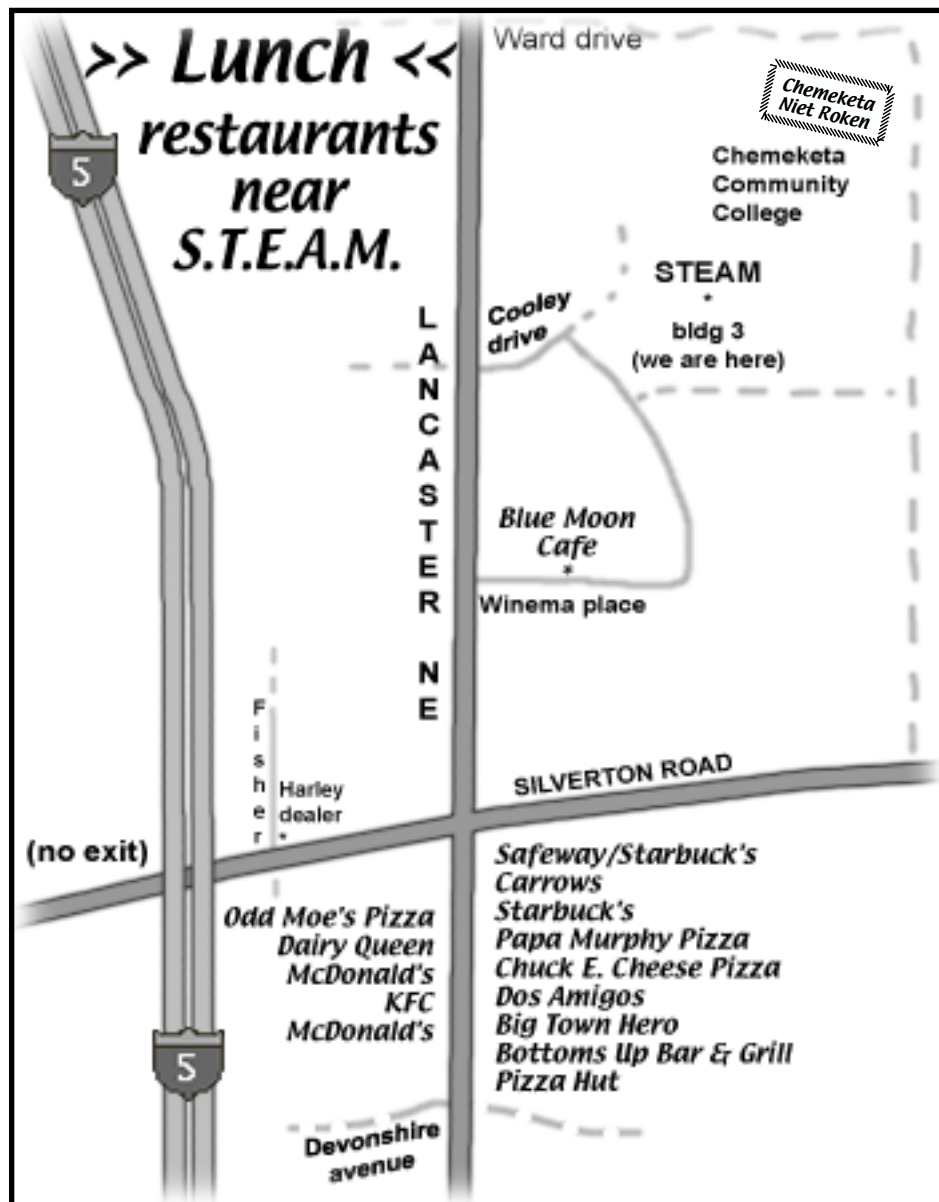 >> Lunch <<
restaurants
near
S.T.E.A.M.
Ward drive
Chemeketa
Niet Roken
5
Chemeketa
Community
College
STEAM
*
bldg 3
(we are here)
Cooley
drive
LANCASTER NE
Blue Moon
Cafe
*
Winema place
Fisher
Harley
dealer
*
SILVERTON ROAD
(no exit)
Odd Moe's Pizza
Dairy Queen
McDonald's
KFC
McDonald's
Safeway/Starbuck's
Carrows
Starbuck's
Papa Murphy Pizza
Chuck E. Cheese Pizza
Dos Amigos
Big Town Hero
Bottoms Up Bar & Grill
Pizza Hut
5
Devonshire
avenue